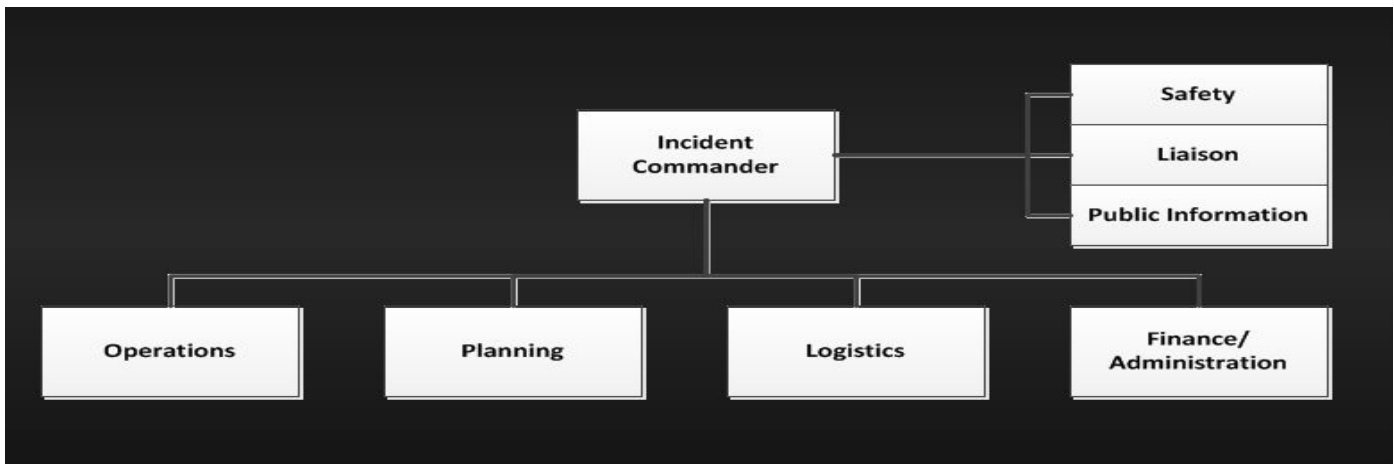 Safety
Incident
Commander
Liaison
Public Information
Operations
Planning
Logistics
Finance/
Administration